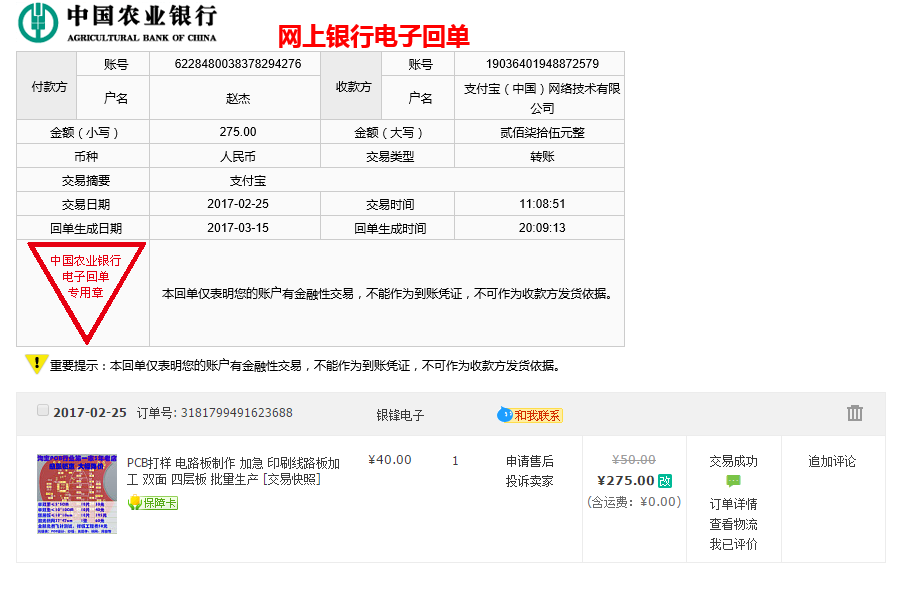 中国农业银行
AGRICULTURAL BANK OF CHINA
网上银行电子回单
付款方 账号 6228480038378294276 收款方 账号 19036401948872579
户名 赵杰 户名 支付宝（中国）网络技术有限公司
金额（小写） 275.00 金额（大写） 贰佰柒拾伍元整
币种 人民币 交易类型 转账
交易摘要 支付宝
交易日期 2017-02-25 交易时间 11:08:51
回单生成日期 2017-03-15 回单生成时间 20:09:13
中国农业银行
电子回单
专用章
本回单仅表明您的账户有金融性交易，不能作为到账凭证，不可作为收款方发货依据。
重要提示：本回单仅表明您的账户有金融性交易，不能作为到账凭证，不可作为收款方发货依据。
2017-02-25 订单号: 3181799491623688 银锋电子 和我联系
PCB打样 电路板制作 加急 印刷线路板加 ¥40.00 1 申请售后 ¥50.00 交易成功 追加评论
工 双面 四层板 批量生产 [交易快照] 投诉卖家 ¥275.00 改
保障卡 (含运费：¥0.00) 订单详情
查看物流
我已评价